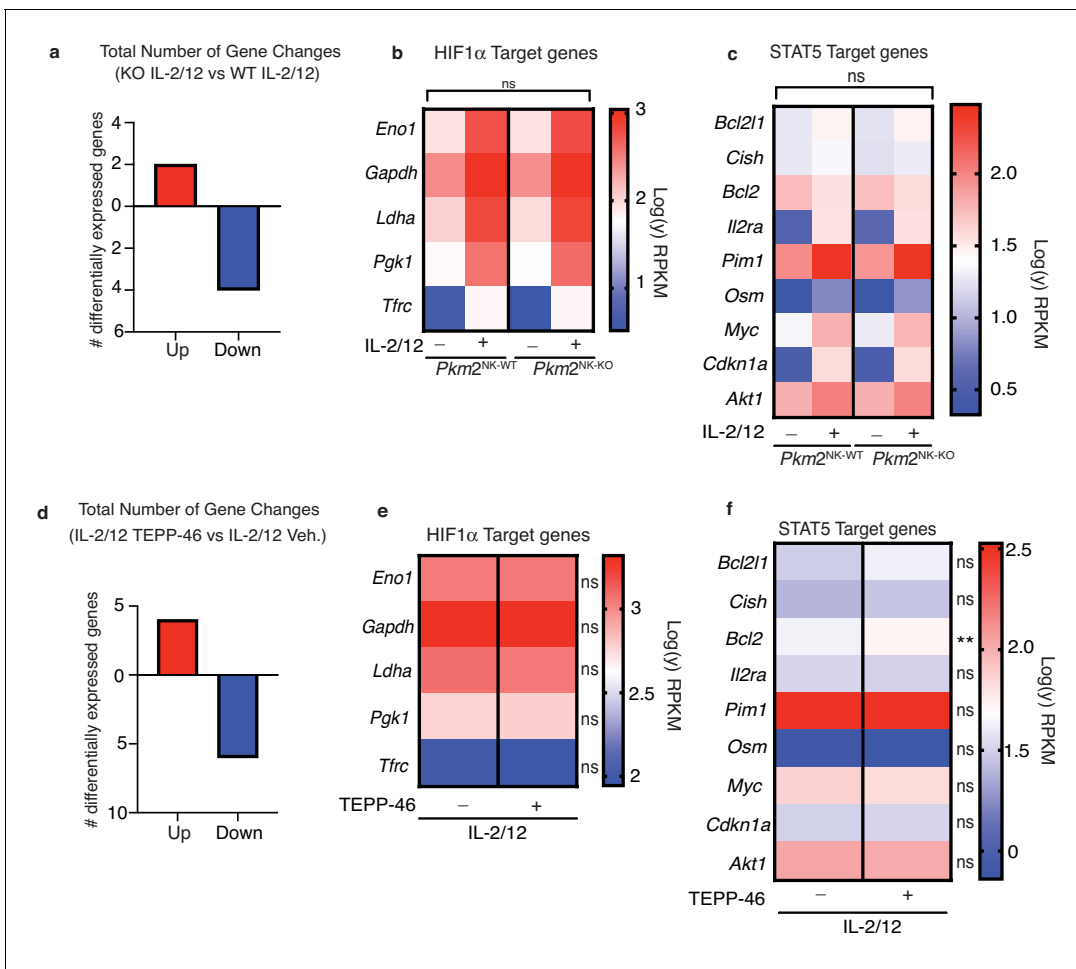 a
Total Number of Gene Changes
(KO IL-2/12 vs WT IL-2/12)
# differentially expressed genes
4
2
0
2
4
6
Up Down
b
HIF1α Target genes
ns
Eno1
Gapdh
Ldha
Pgk1
Tfrc
IL-2/12 – + – +
Pkm2NK-WT Pkm2NK-KO
3
2
1
Log(y) RPKM
c
STAT5 Target genes
ns
Bcl2l1
Cish
Bcl2
Il2ra
Pim1
Osm
Myc
Cdkn1a
Akt1
IL-2/12 – + – +
Pkm2NK-WT Pkm2NK-KO
2.0
1.5
1.0
0.5
Log(y) RPKM
d
Total Number of Gene Changes
(IL-2/12 TEPP-46 vs IL-2/12 Veh.)
# differentially expressed genes
5
0
5
10
Up Down
e
HIF1α Target genes
Eno1 ns
Gapdh ns
Ldha ns
Pgk1 ns
Tfrc ns
TEPP-46 – +
IL-2/12
3
2.5
2
Log(y) RPKM
f
STAT5 Target genes
Bcl2l1 ns
Cish ns
Bcl2 **
Il2ra ns
Pim1 ns
Osm ns
Myc ns
Cdkn1a ns
Akt1 ns
TEPP-46 – +
IL-2/12
2.5
2.0
1.5
0
Log(y) RPKM